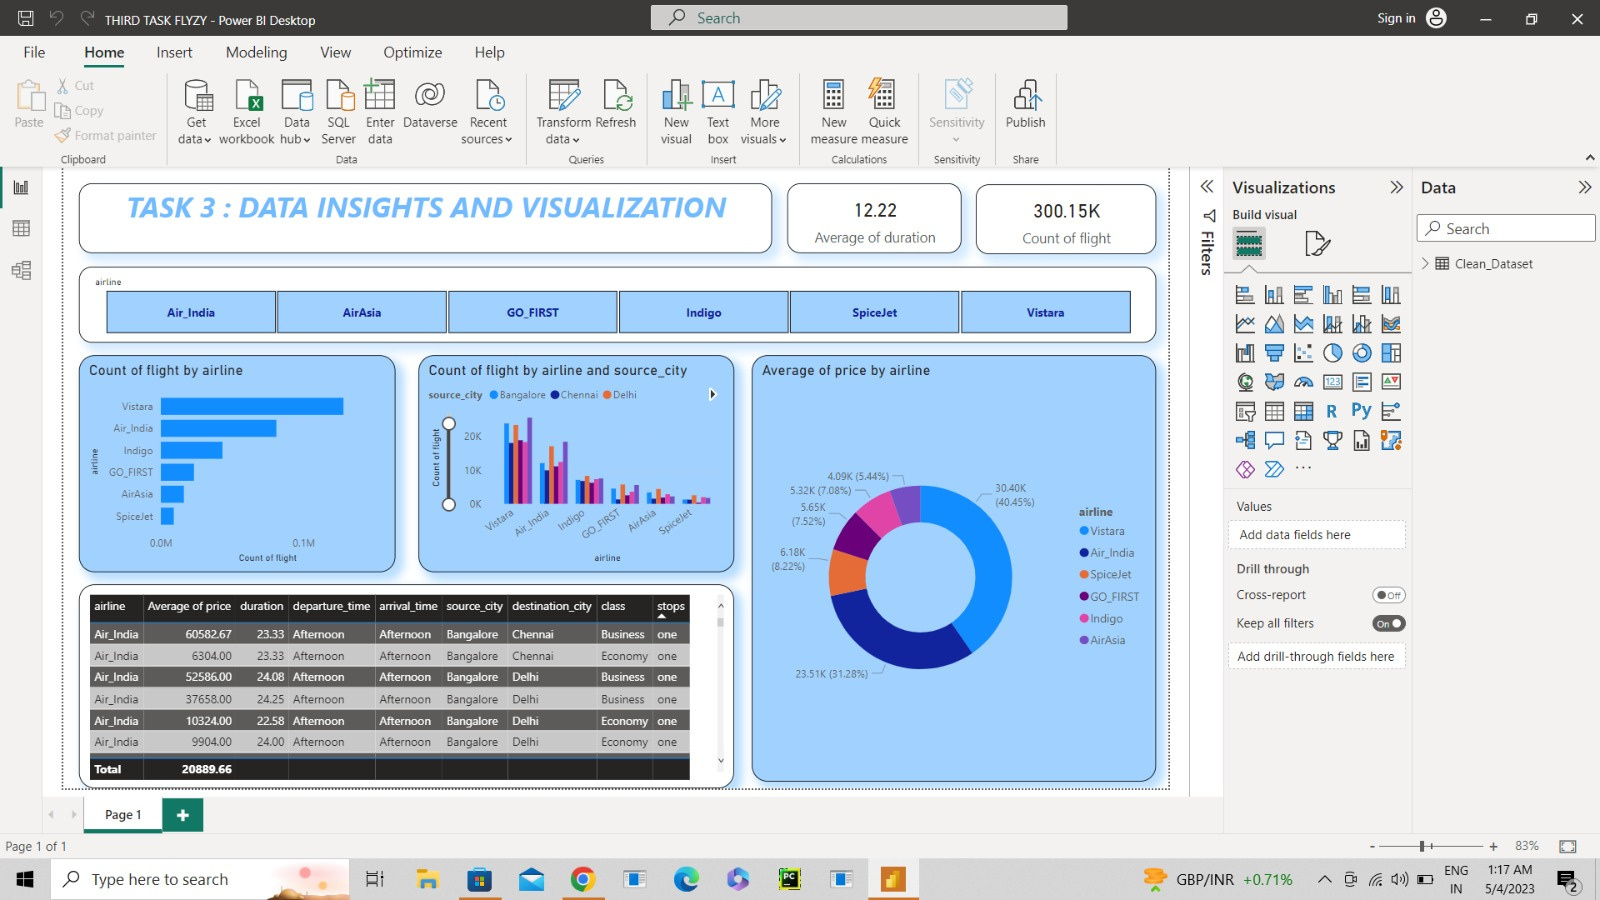 THIRD TASK FLYZY - Power BI Desktop
Search
Sign in
File Home Insert Modeling View Optimize Help
Paste
Cut
Copy
Format painter
Clipboard
Get data
Excel workbook
Data hub
SQL Server
Enter data
Dataverse
Recent sources
Data
Transform data
Refresh
Queries
New visual
Text box
More visuals
Insert
New measure
Quick measure
Calculations
Sensitivity
Sensitivity
Publish
Share
TASK 3 : DATA INSIGHTS AND VISUALIZATION
12.22
Average of duration
300.15K
Count of flight
airline
Air_India AirAsia GO_FIRST Indigo SpiceJet Vistara
Count of flight by airline
airline
Vistara
Air_India
Indigo
GO_FIRST
AirAsia
SpiceJet
0.0M 0.1M
Count of flight
Count of flight by airline and source_city
source_city Bangalore Chennai Delhi
Count of flight
20K
10K
0K
Vistara Air_India Indigo GO_FIRST AirAsia SpiceJet
airline
Average of price by airline
4.09K (5.44%)
5.32K (7.08%)
5.65K
(7.52%)
6.18K
(8.22%)
30.40K
(40.45%)
23.51K (31.28%)
airline
Vistara
Air_India
SpiceJet
GO_FIRST
Indigo
AirAsia
airline Average of price duration departure_time arrival_time source_city destination_city class stops
Air_India 60582.67 23.33 Afternoon Afternoon Bangalore Chennai Business one
Air_India 6304.00 23.33 Afternoon Afternoon Bangalore Chennai Economy one
Air_India 52586.00 24.08 Afternoon Afternoon Bangalore Delhi Business one
Air_India 37658.00 24.25 Afternoon Afternoon Bangalore Delhi Business one
Air_India 10324.00 22.58 Afternoon Afternoon Bangalore Delhi Economy one
Air_India 9904.00 24.00 Afternoon Afternoon Bangalore Delhi Economy one
Total 20889.66
Filters
Visualizations
Build visual
123
R
Py
Values
Add data fields here
Drill through
Cross-report
Off
Keep all filters
On
Add drill-through fields here
Data
Search
Clean_Dataset
Page 1
Page 1 of 1
83%
Type here to search
PC
GBP/INR +0.71%
ENG
IN
1:17 AM
5/4/2023
2